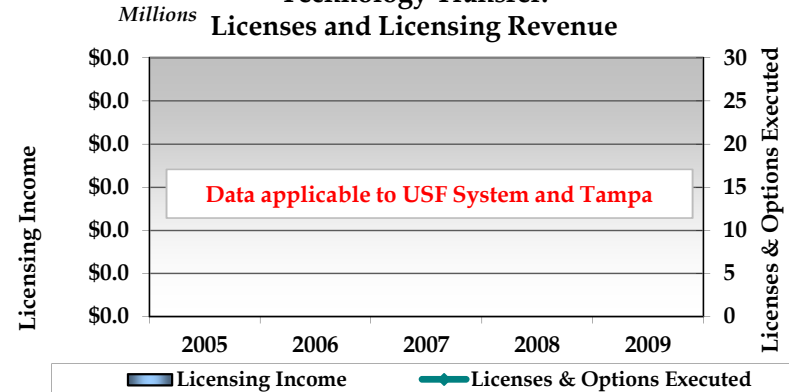 Millions
Licenses and Licensing Revenue
$0.0
$0.0
$0.0
$0.0
$0.0
$0.0
$0.0
Licensing Income
30
25
20
15
10
5
0
Licenses & Options Executed
Data applicable to USF System and Tampa
2005 2006 2007 2008 2009
Licensing Income Licenses & Options Executed